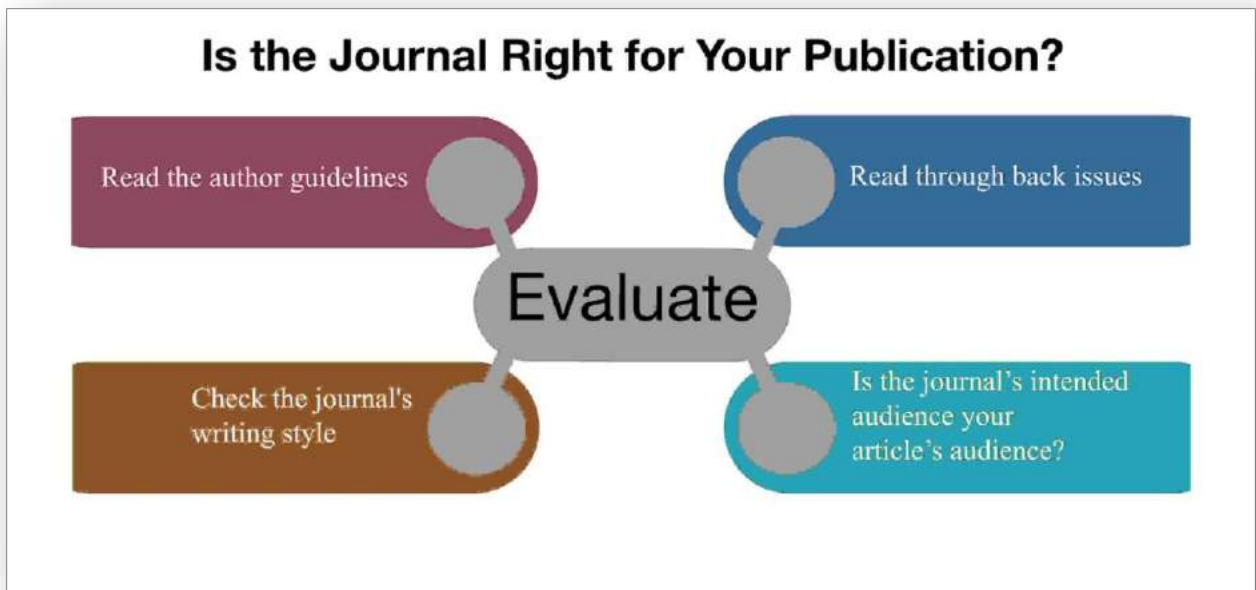 Is the Journal Right for Your Publication?
Read the author guidelines
Read through back issues
Evaluate
Check the journal's
writing style
Is the journal’s intended
audience your
article’s audience?